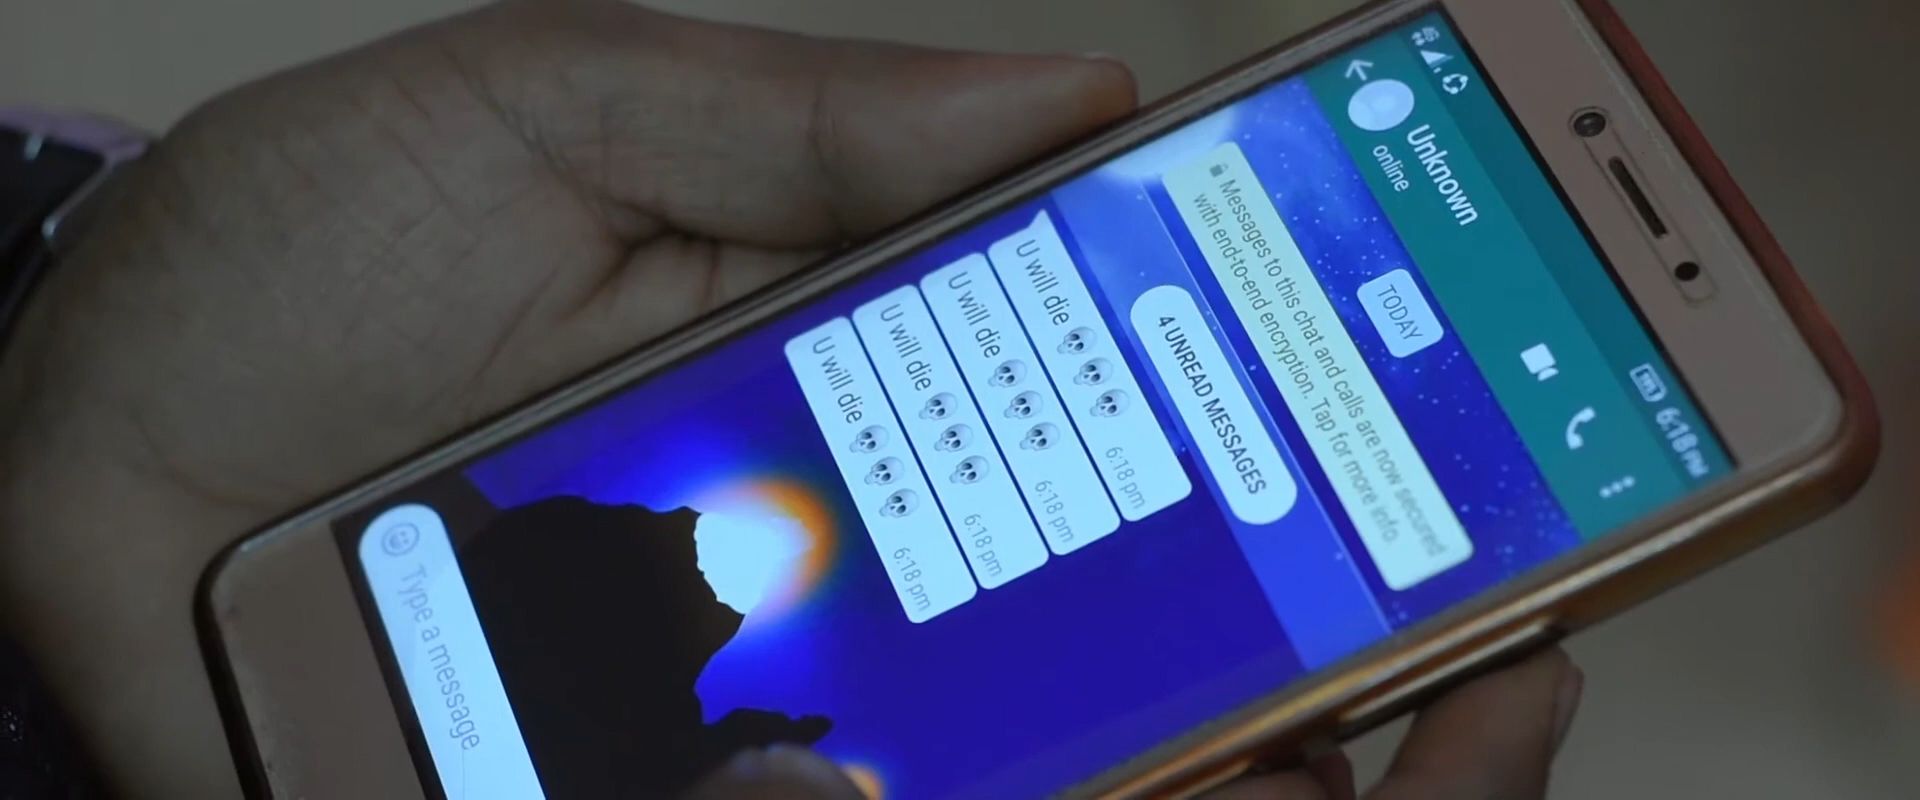 4G
6:18 PM
Unknown
online
TODAY
Messages to this chat and calls are now secured
with end-to-end encryption. Tap for more info.
4 UNREAD MESSAGES
U will die 💀💀💀 6:18 pm
U will die 💀💀💀 6:18 pm
U will die 💀💀💀 6:18 pm
U will die 💀💀💀 6:18 pm
Type a message